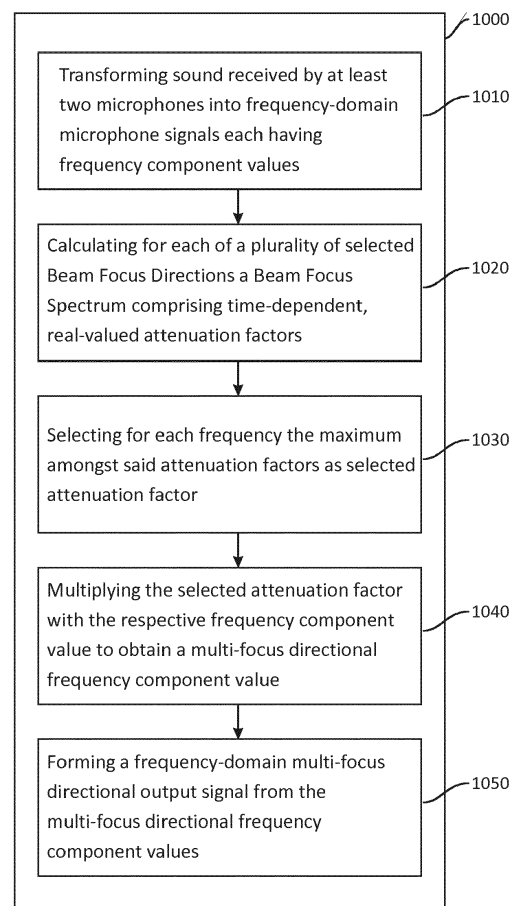 1000
Transforming sound received by at least
two microphones into frequency-domain
microphone signals each having
frequency component values
1010
Calculating for each of a plurality of selected
Beam Focus Directions a Beam Focus
Spectrum comprising time-dependent,
real-valued attenuation factors
1020
Selecting for each frequency the maximum
amongst said attenuation factors as selected
attenuation factor
1030
Multiplying the selected attenuation factor
with the respective frequency component
value to obtain a multi-focus directional
frequency component value
1040
Forming a frequency-domain multi-focus
directional output signal from the
multi-focus directional frequency
component values
1050